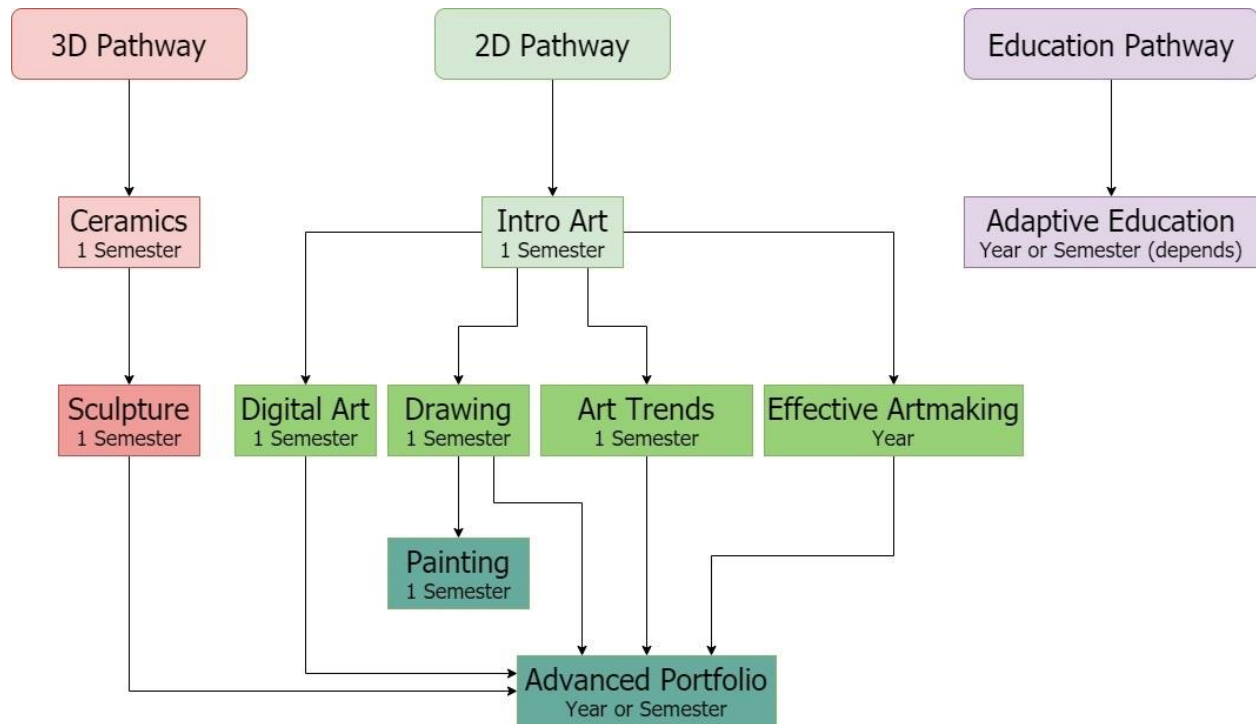 3D Pathway
2D Pathway
Education Pathway
Ceramics
1 Semester
Intro Art
1 Semester
Adaptive Education
Year or Semester (depends)
Sculpture
1 Semester
Digital Art
1 Semester
Drawing
1 Semester
Art Trends
1 Semester
Effective Artmaking
Year
Painting
1 Semester
Advanced Portfolio
Year or Semester